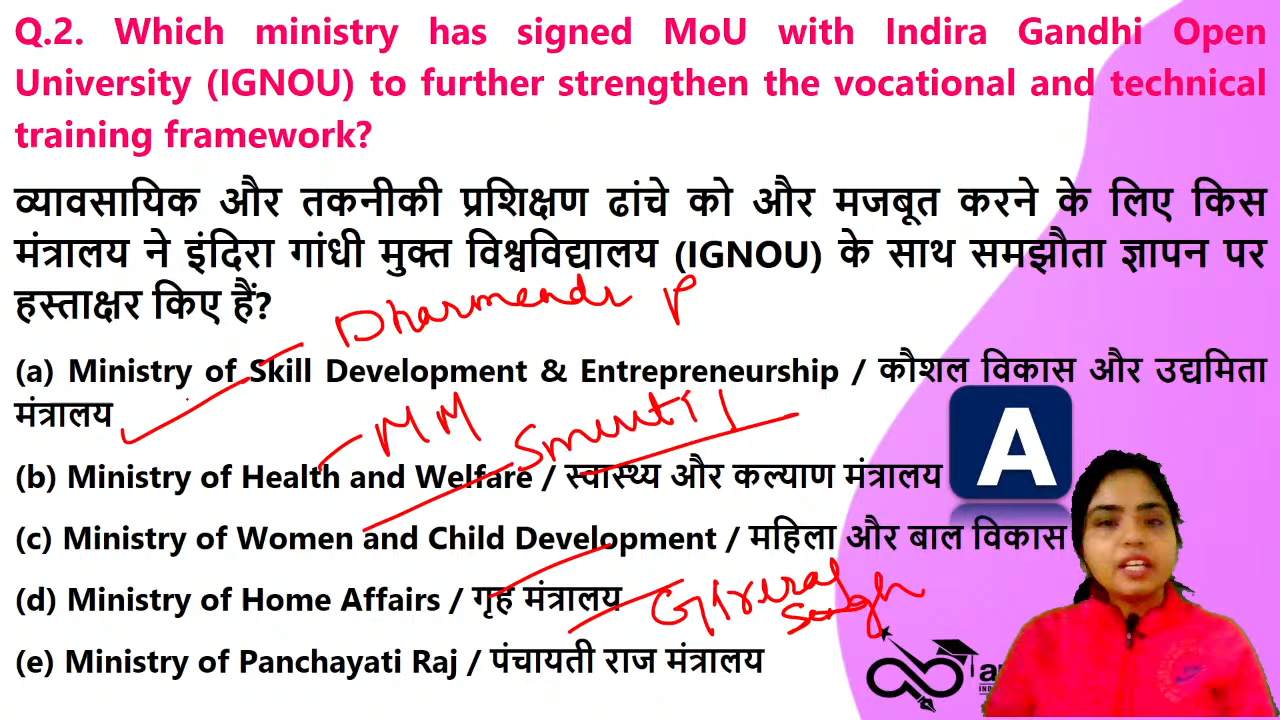 Q.2. Which ministry has signed MoU with Indira Gandhi Open
University (IGNOU) to further strengthen the vocational and technical
training framework?
व्यावसायिक और तकनीकी प्रशिक्षण ढांचे को और मजबूत करने के लिए किस
मंत्रालय ने इंदिरा गांधी मुक्त विश्वविद्यालय (IGNOU) के साथ समझौता ज्ञापन पर
हस्ताक्षर किए हैं?
Dharmendr P
(a) Ministry of Skill Development & Entrepreneurship / कौशल विकास और उद्यमिता
मंत्रालय
MM
Smriti I
A
(b) Ministry of Health and Welfare / स्वास्थ्य और कल्याण मंत्रालय
(c) Ministry of Women and Child Development / महिला और बाल विकास
(d) Ministry of Home Affairs / गृह मंत्रालय
Giriraj
Singh
(e) Ministry of Panchayati Raj / पंचायती राज मंत्रालय